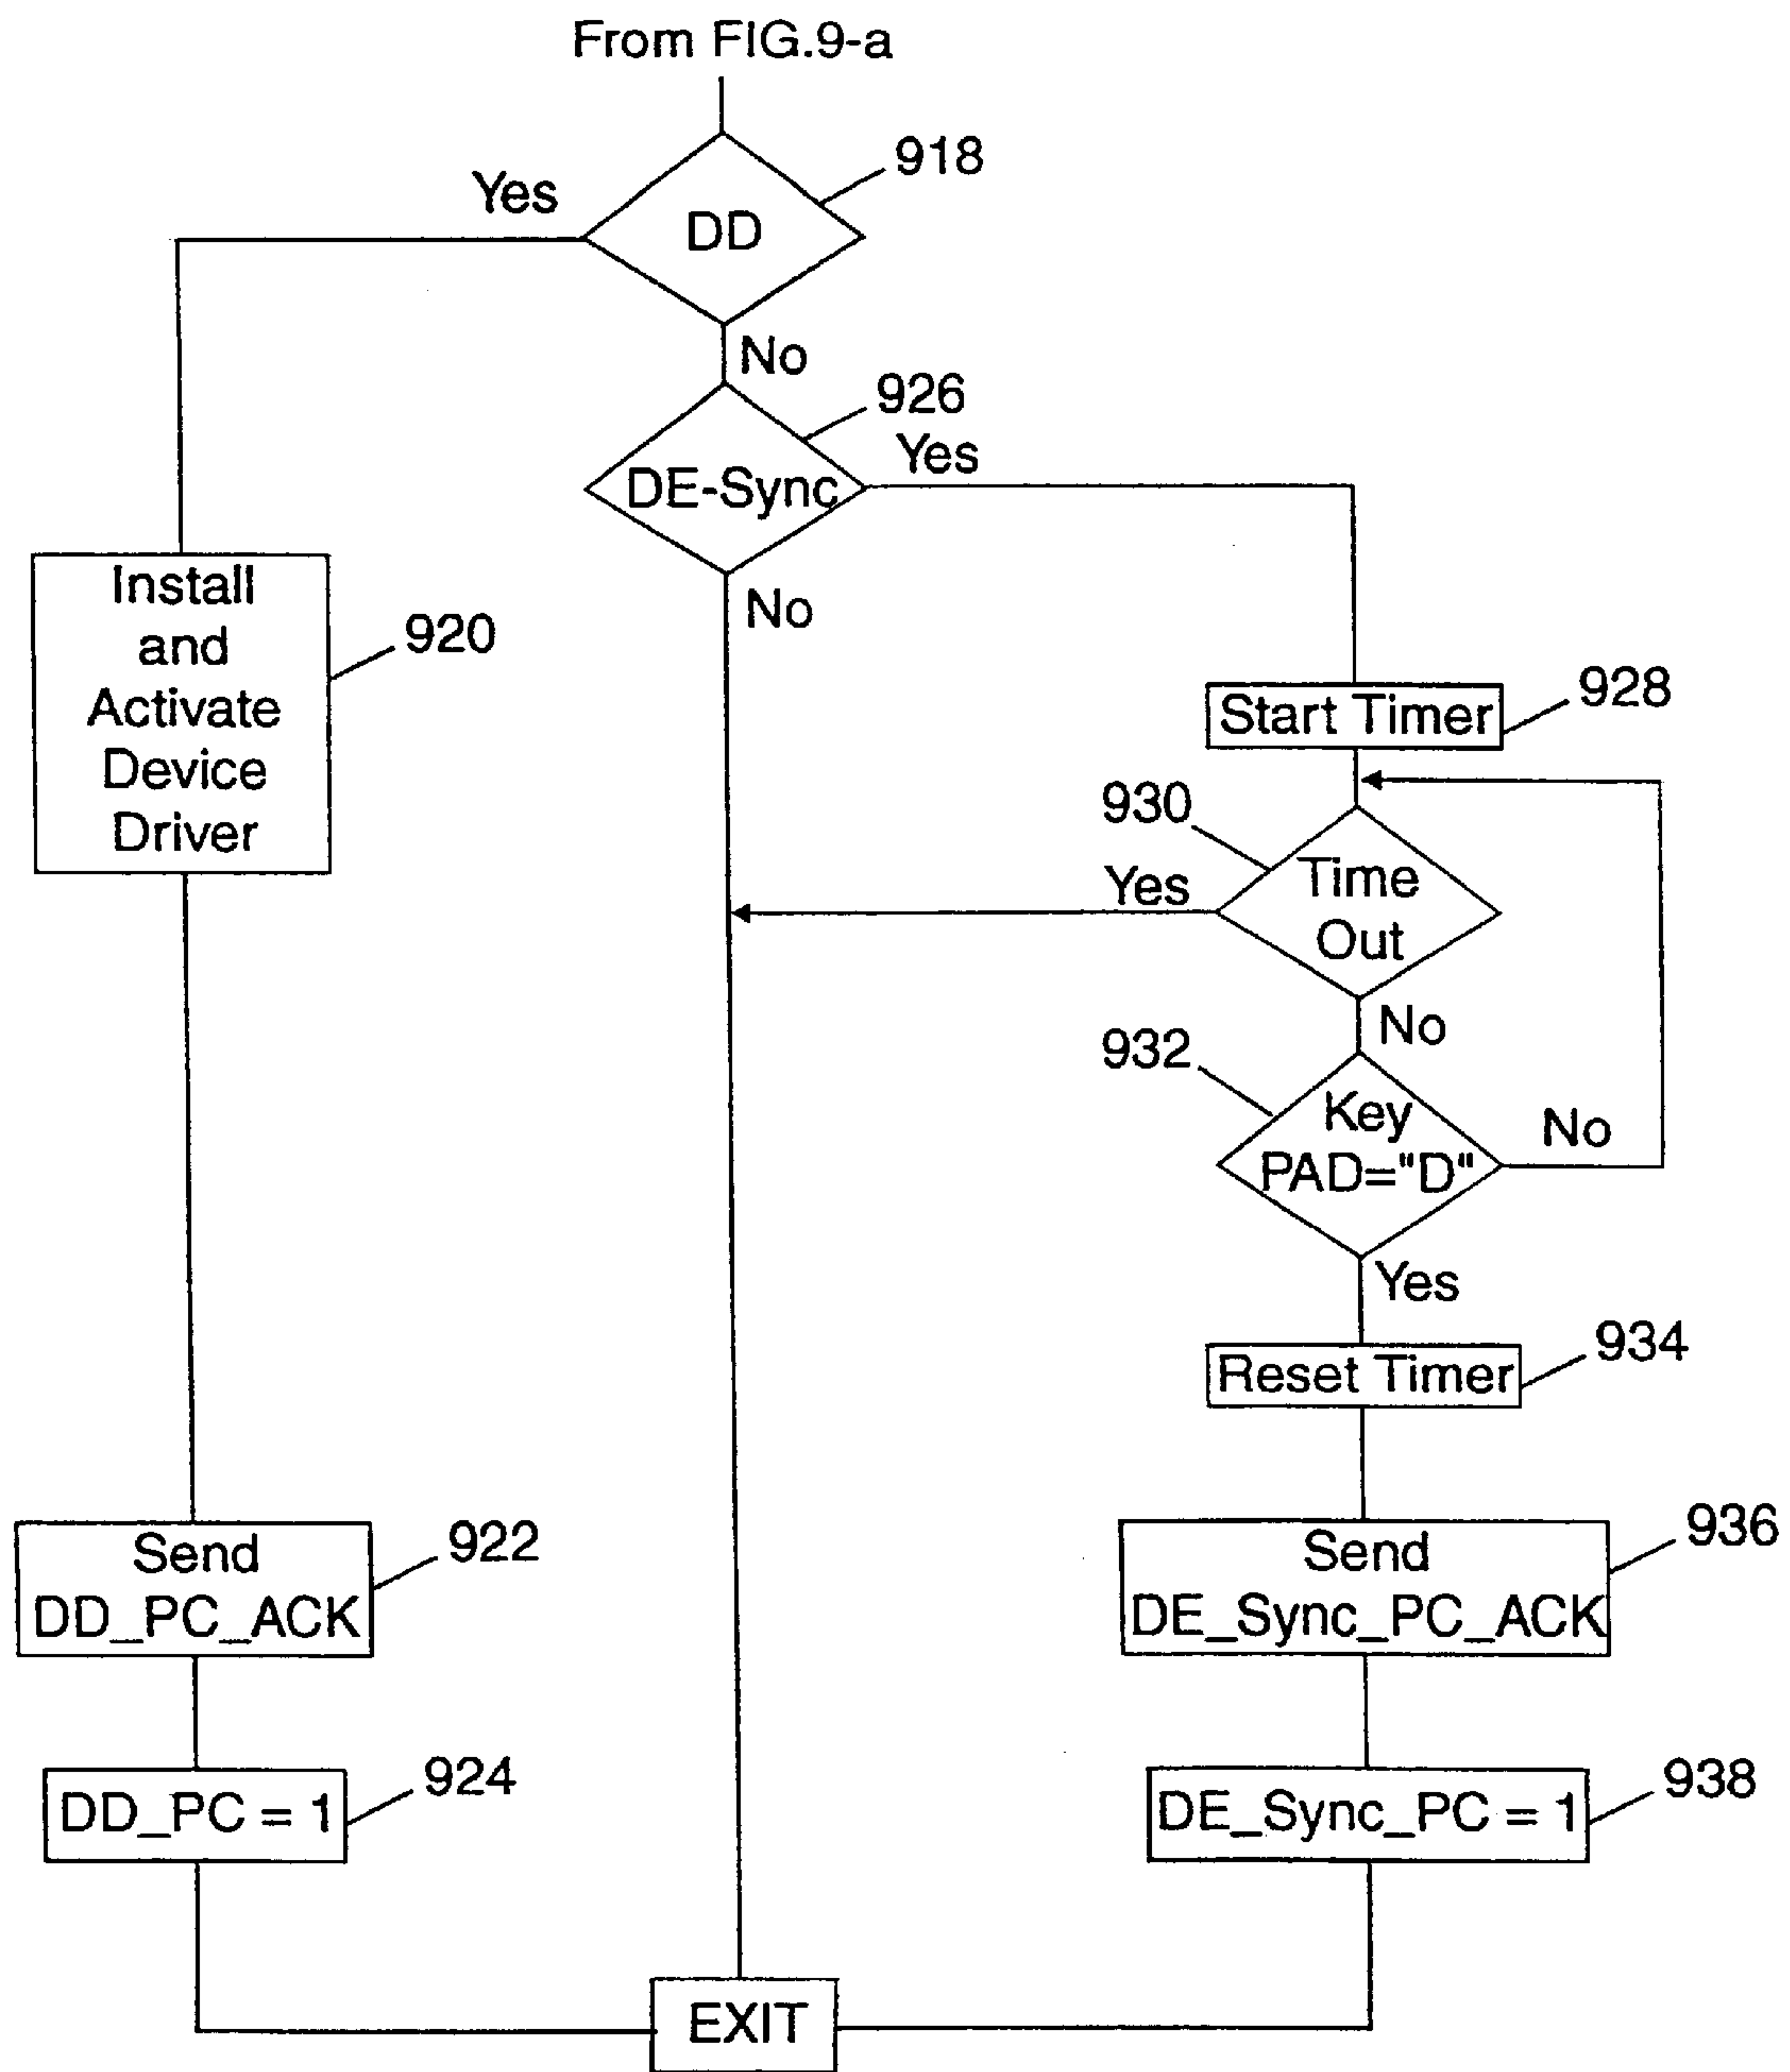 From FIG.9-a
918
Yes
DD
No
926
Yes
DE-Sync
No
Install
and
Activate
Device
Driver
920
Start Timer
928
930
Yes
Time
Out
No
932
Key
PAD="D"
No
Yes
Reset Timer
934
Send
DD_PC_ACK
922
Send
DE_Sync_PC_ACK
936
DD_PC = 1
924
DE_Sync_PC = 1
938
EXIT